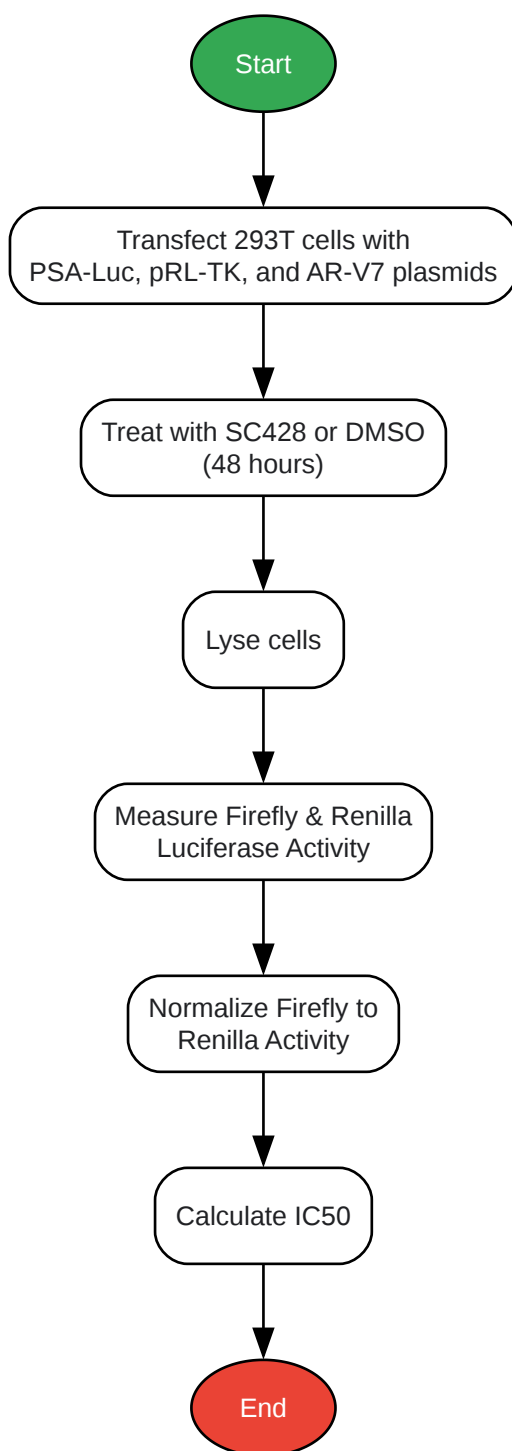 Start
Transfect 293T cells with
PSA-Luc, pRL-TK, and AR-V7 plasmids
Treat with SC428 or DMSO
(48 hours)
Lyse cells
Measure Firefly & Renilla
Luciferase Activity
Normalize Firefly to
Renilla Activity
Calculate IC50
End